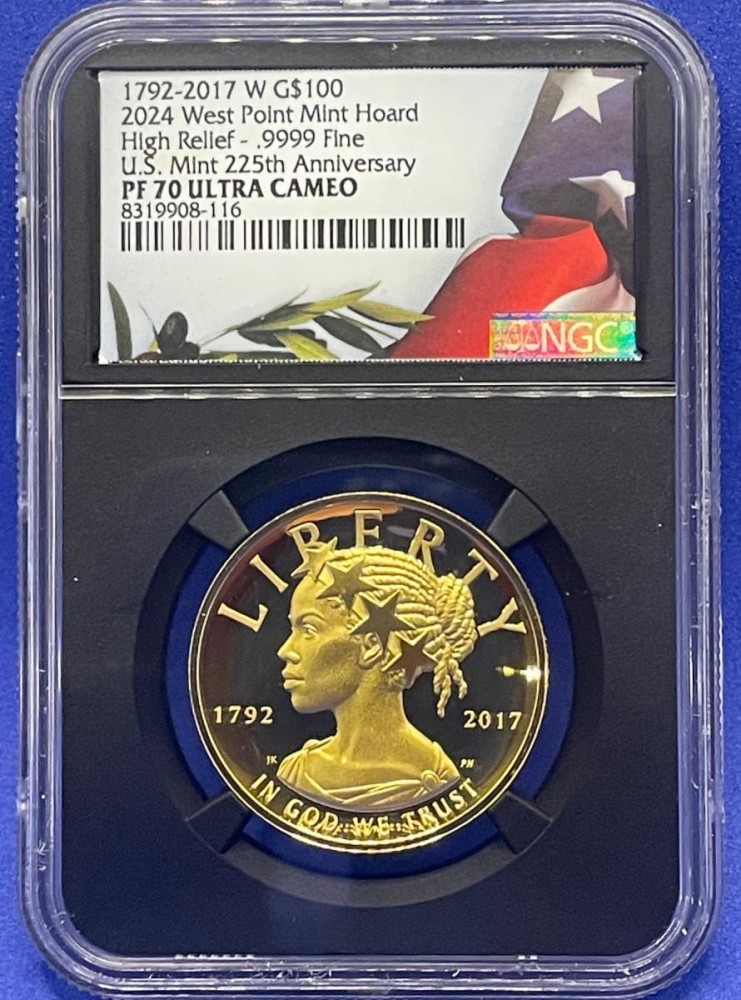 1792-2017 W G$100
2024 West Point Mint Hoard
High Relief - .9999 Fine
U.S. Mint 225th Anniversary
PF 70 ULTRA CAMEO
8319908-116
NGC®
LIBERTY
1792 2017
JK PH
IN GOD WE TRUST